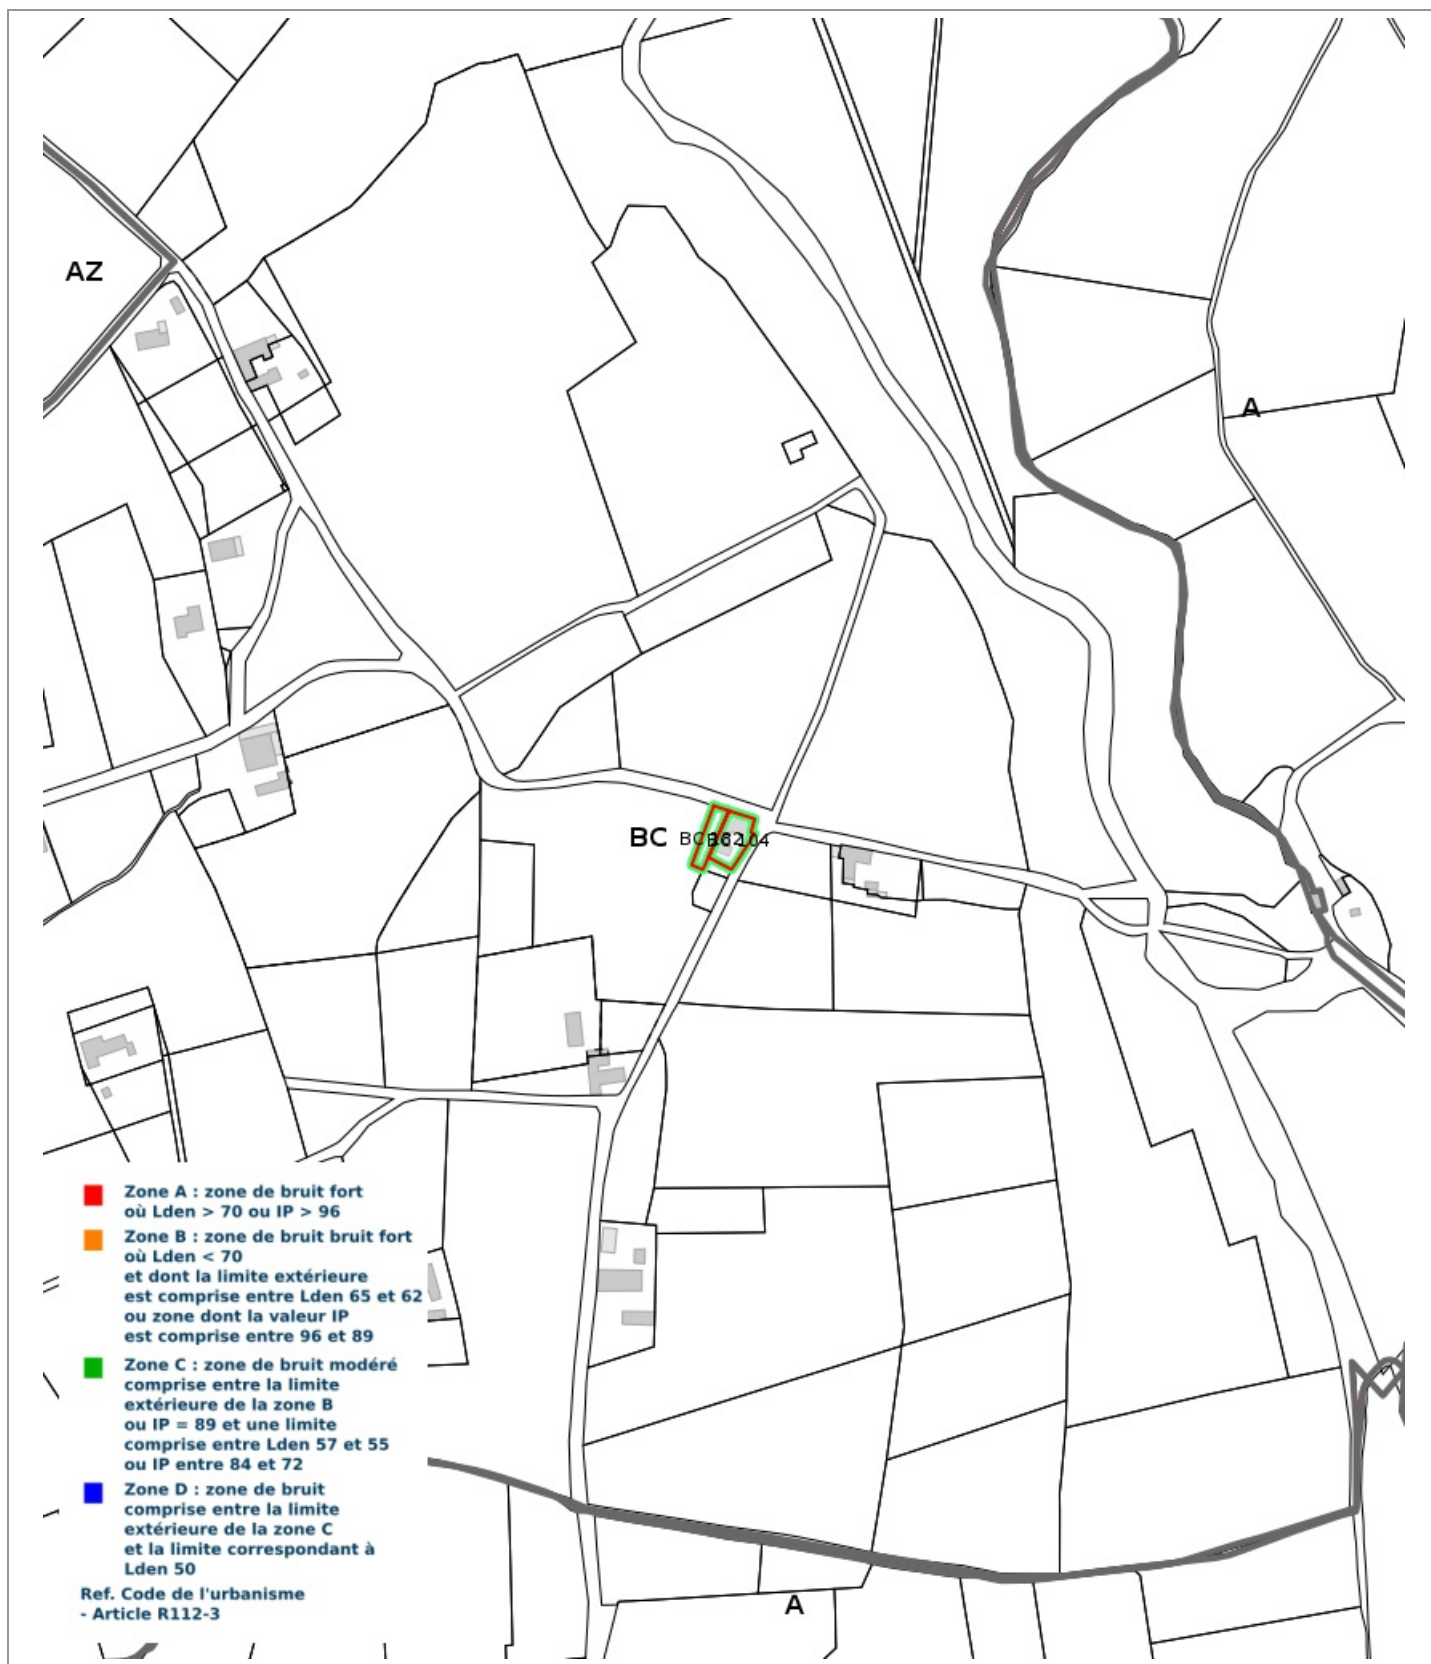 AZ
A
BC
Zone A : zone de bruit fort
où Lden > 70 ou IP > 96
Zone B : zone de bruit bruit fort
où Lden < 70
et dont la limite extérieure
est comprise entre Lden 65 et 62
ou zone dont la valeur IP
est comprise entre 96 et 89
Zone C : zone de bruit modéré
comprise entre la limite
extérieure de la zone B
ou IP = 89 et une limite
comprise entre Lden 57 et 55
ou IP entre 84 et 72
Zone D : zone de bruit
comprise entre la limite
extérieure de la zone C
et la limite correspondant à
Lden 50
Ref. Code de l'urbanisme
- Article R112-3
A